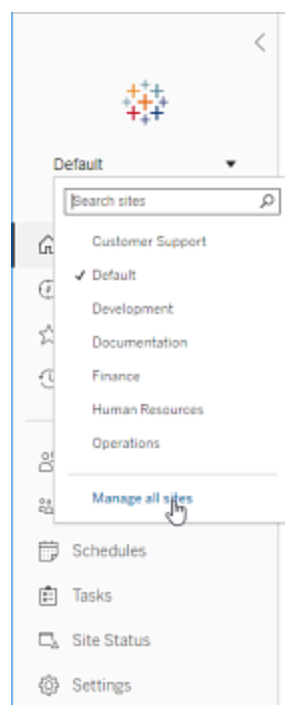 Default
Search sites
Customer Support
Default
Development
Documentation
Finance
Human Resources
Operations
Manage all sites
Schedules
Tasks
Site Status
Settings